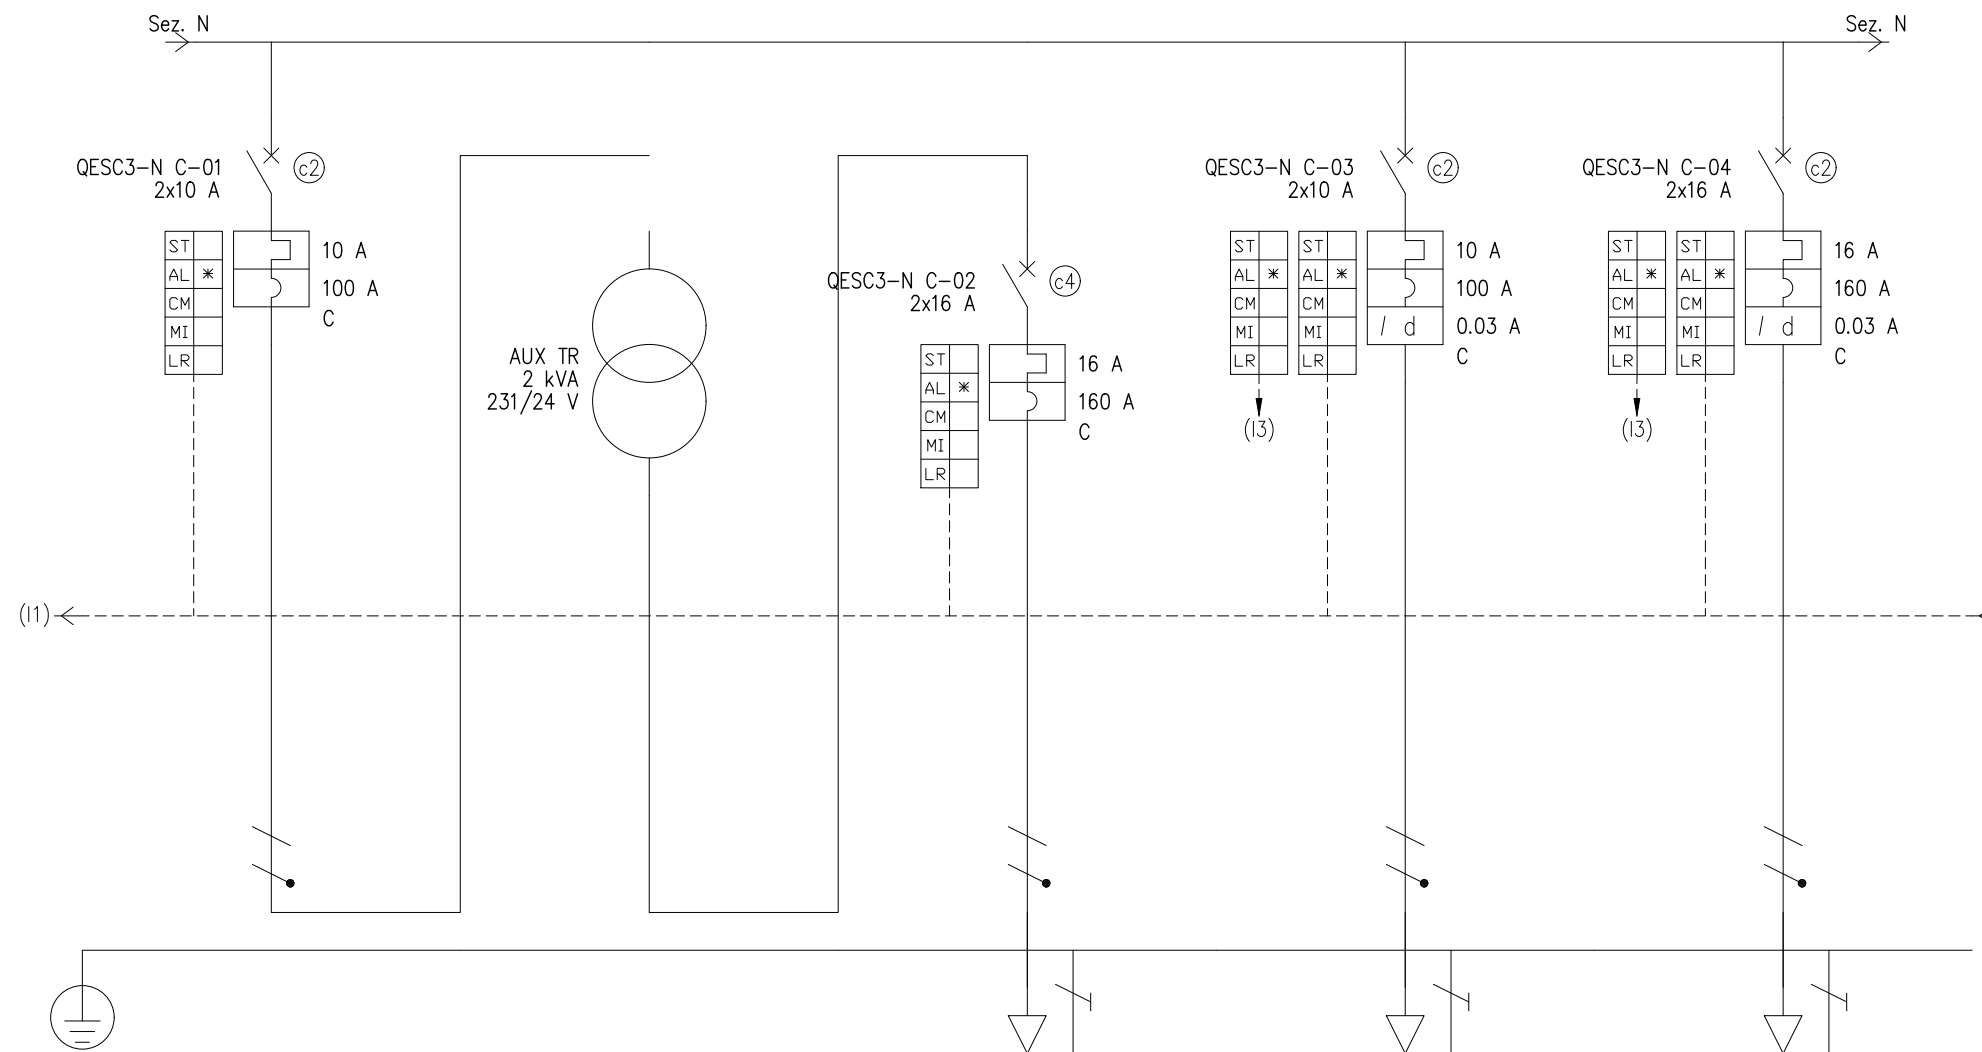 Sez. N
Sez. N
QESC3-N C-01
2x10 A
c2
ST
AL *
CM
MI
LR
10 A
100 A
C
AUX TR
2 kVA
231/24 V
QESC3-N C-02
2x16 A
c4
ST
AL *
CM
MI
LR
16 A
160 A
C
QESC3-N C-03
2x10 A
c2
ST
AL *
CM
MI
LR
(I3)
ST
AL *
CM
MI
LR
/ d
10 A
100 A
0.03 A
C
QESC3-N C-04
2x16 A
c2
ST
AL *
CM
MI
LR
(I3)
ST
AL *
CM
MI
LR
/ d
16 A
160 A
0.03 A
C
(I1)